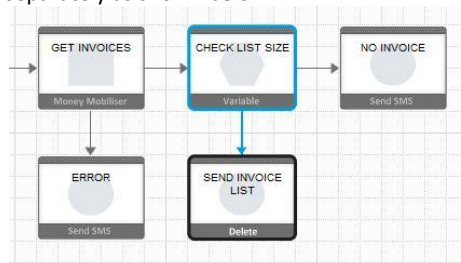 GET INVOICES
Money Mobiliser
CHECK LIST SIZE
Variable
NO INVOICE
Send SMS
ERROR
Send SMS
SEND INVOICE
LIST
Delete